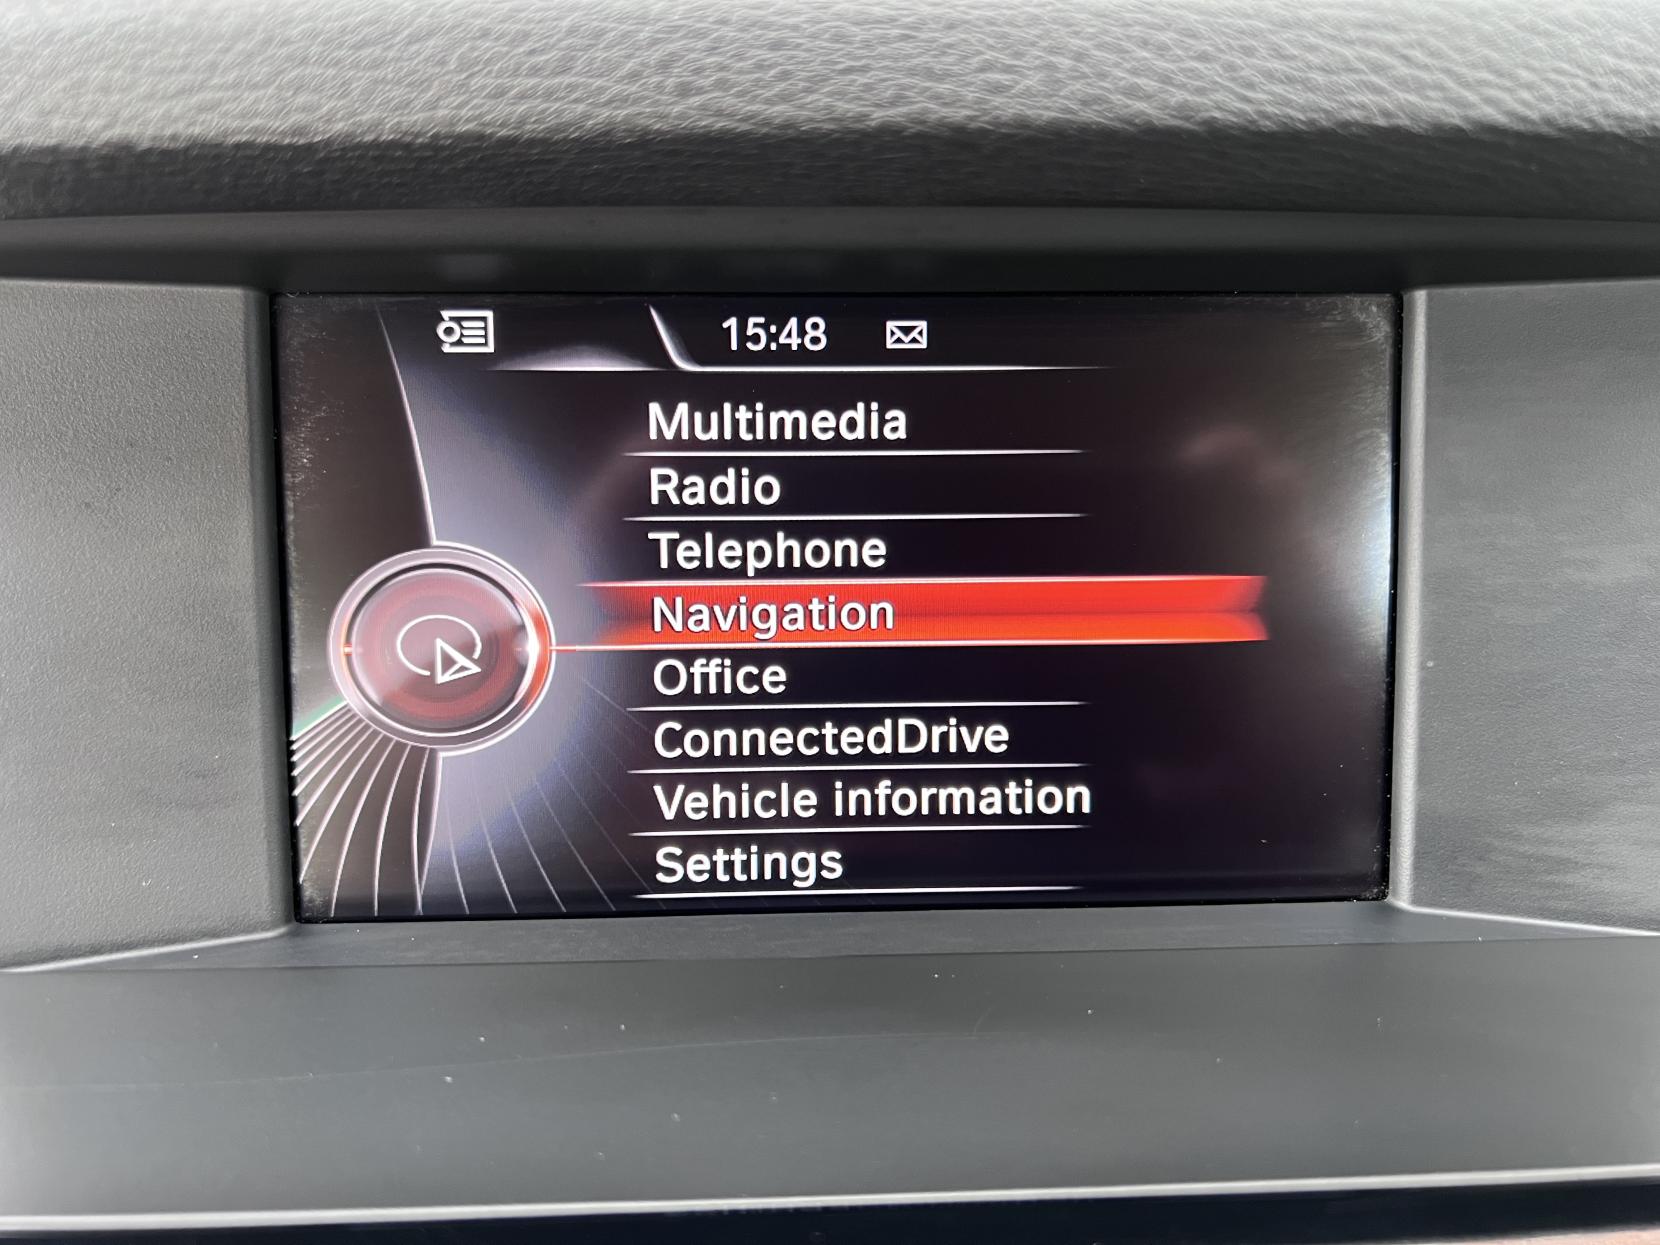 15:48
Multimedia
Radio
Telephone
Navigation
Office
ConnectedDrive
Vehicle information
Settings